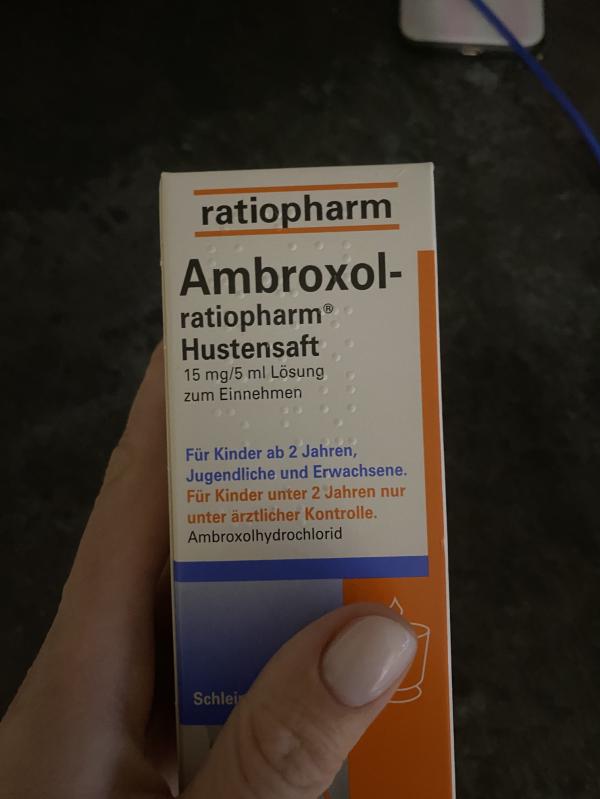 ratiopharm
Ambroxol-
ratiopharm®
Hustensaft
15 mg/5 ml Lösung
zum Einnehmen
Für Kinder ab 2 Jahren,
Jugendliche und Erwachsene.
Für Kinder unter 2 Jahren nur
unter ärztlicher Kontrolle.
Ambroxolhydrochlorid